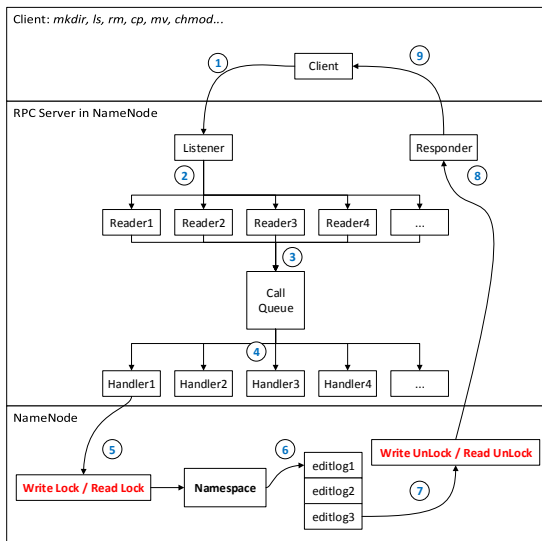 Client: mkdir, ls, rm, cp, mv, chmod...
1
Client
9
RPC Server in NameNode
Listener
Responder
2
8
Reader1
Reader2
Reader3
Reader4
...
3
Call
Queue
4
Handler1
Handler2
Handler3
Handler4
...
NameNode
5
6
Write Lock / Read Lock
Namespace
editlog1
editlog2
editlog3
Write UnLock / Read UnLock
7